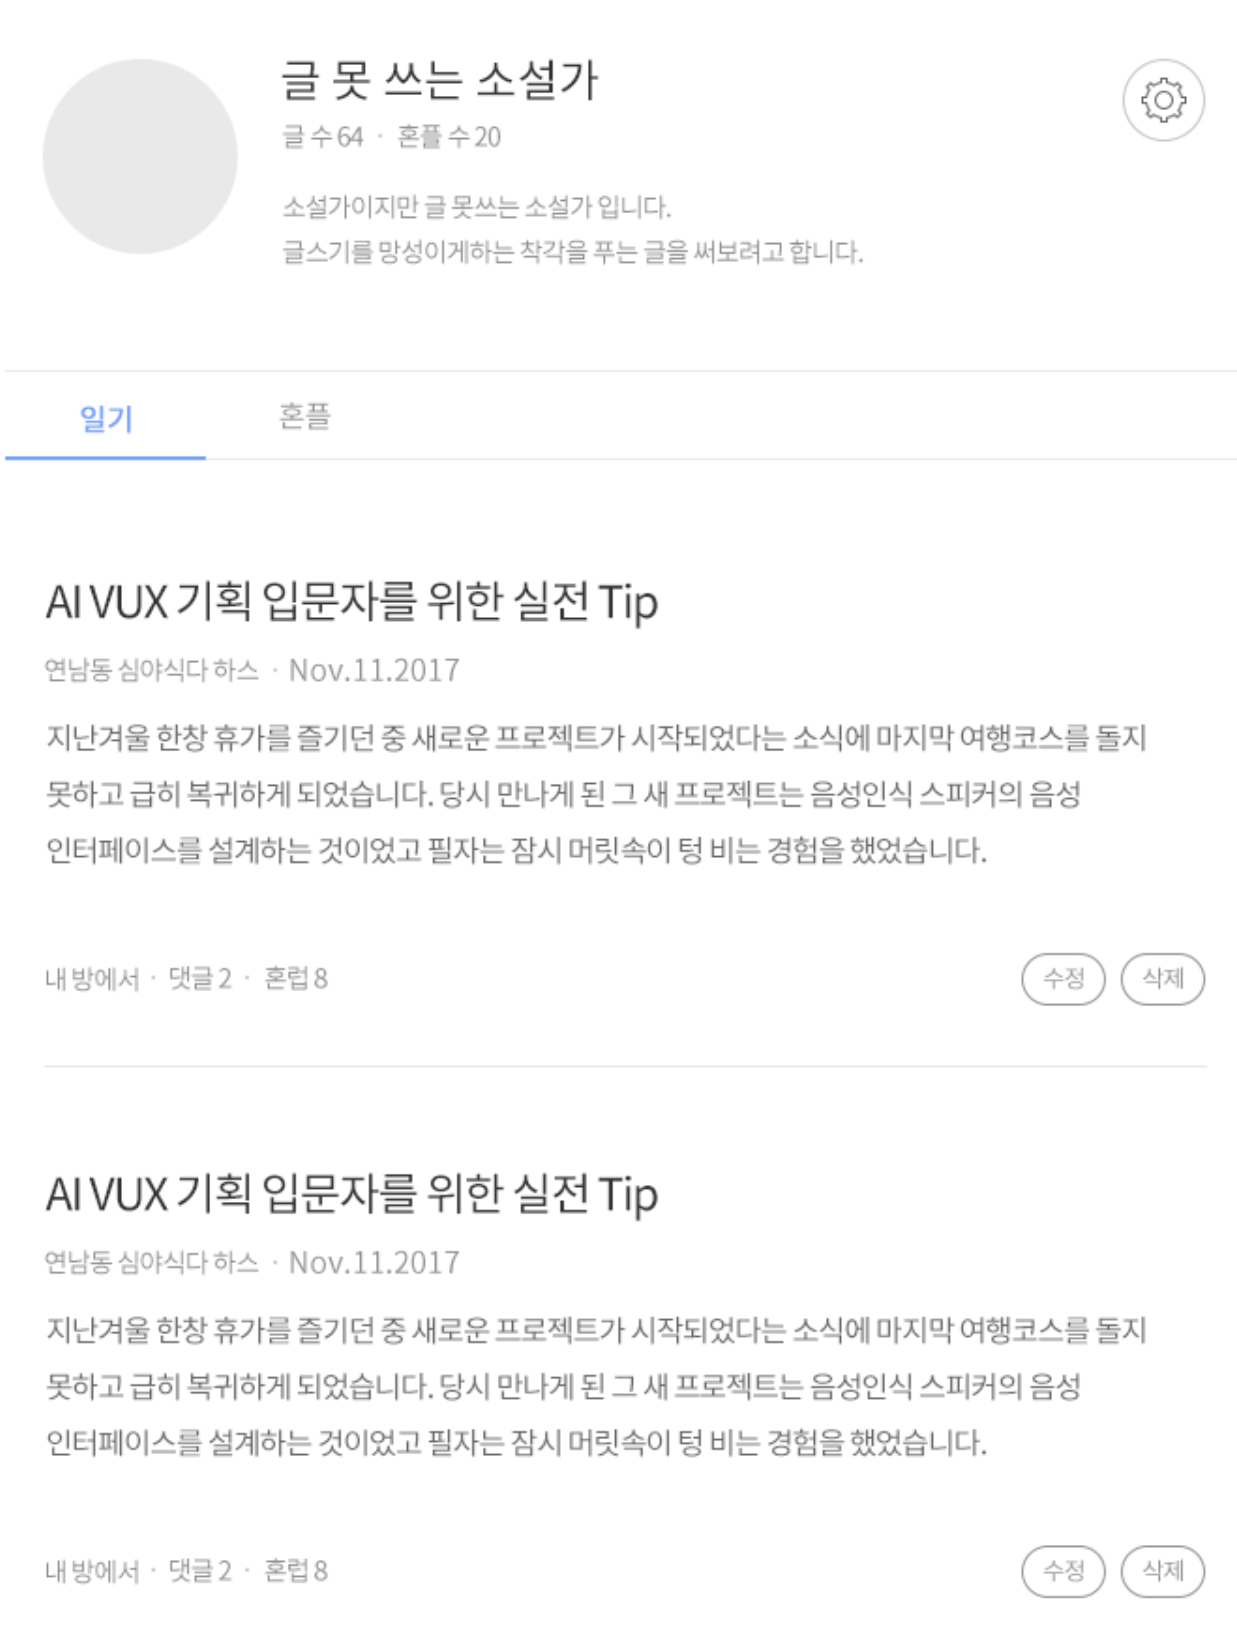 글 못 쓰는 소설가
글 수 64 · 혼플 수 20
소설가이지만 글 못쓰는 소설가 입니다.
글스기를 망성이게하는 착각을 푸는 글을 써보려고 합니다.
일기 혼플
AI VUX 기획 입문자를 위한 실전 Tip
연남동 심야식다 하스 · Nov.11.2017
지난겨울 한창 휴가를 즐기던 중 새로운 프로젝트가 시작되었다는 소식에 마지막 여행코스를 돌지
못하고 급히 복귀하게 되었습니다. 당시 만나게 된 그 새 프로젝트는 음성인식 스피커의 음성
인터페이스를 설계하는 것이었고 필자는 잠시 머릿속이 텅 비는 경험을 했었습니다.
내 방에서 · 댓글 2 · 혼럽 8 수정 삭제
AI VUX 기획 입문자를 위한 실전 Tip
연남동 심야식다 하스 · Nov.11.2017
지난겨울 한창 휴가를 즐기던 중 새로운 프로젝트가 시작되었다는 소식에 마지막 여행코스를 돌지
못하고 급히 복귀하게 되었습니다. 당시 만나게 된 그 새 프로젝트는 음성인식 스피커의 음성
인터페이스를 설계하는 것이었고 필자는 잠시 머릿속이 텅 비는 경험을 했었습니다.
내 방에서 · 댓글 2 · 혼럽 8 수정 삭제